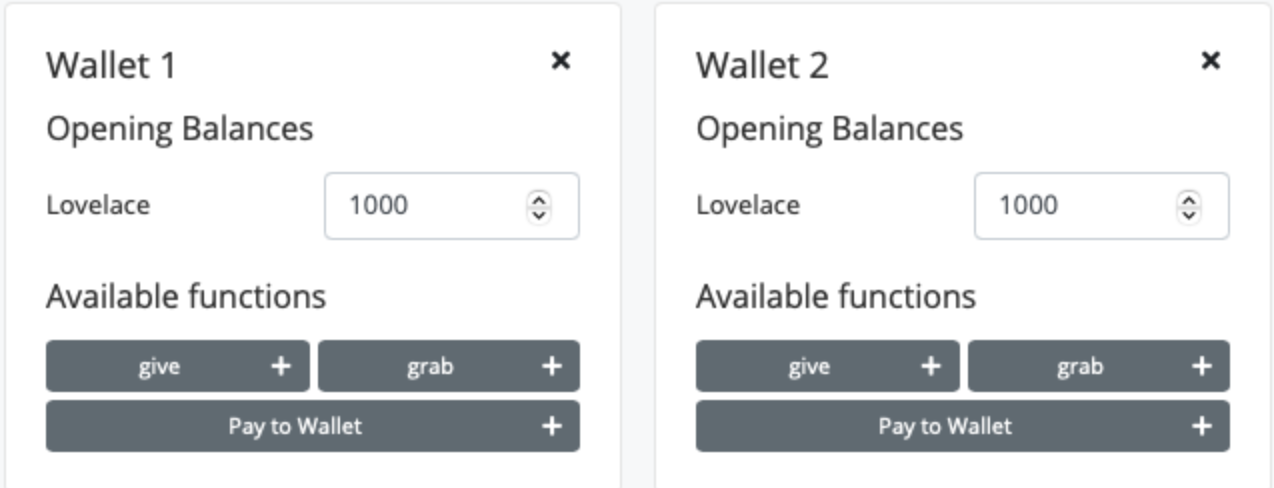 Wallet 1
Opening Balances
Lovelace 1000
Available functions
give + grab +
Pay to Wallet +
Wallet 2
Opening Balances
Lovelace 1000
Available functions
give + grab +
Pay to Wallet +